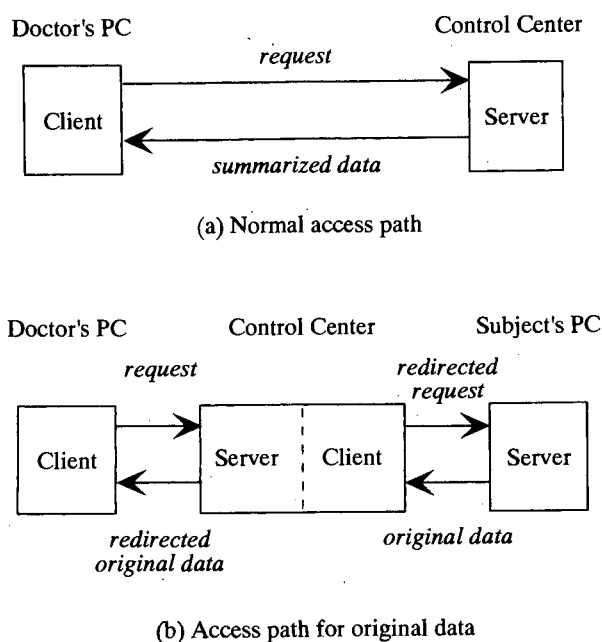 Doctor's PC
Control Center
request
Client
Server
summarized data
(a) Normal access path
Doctor's PC
Control Center
Subject's PC
request
redirected
request
Client
Server
Client
Server
redirected
original data
original data
(b) Access path for original data